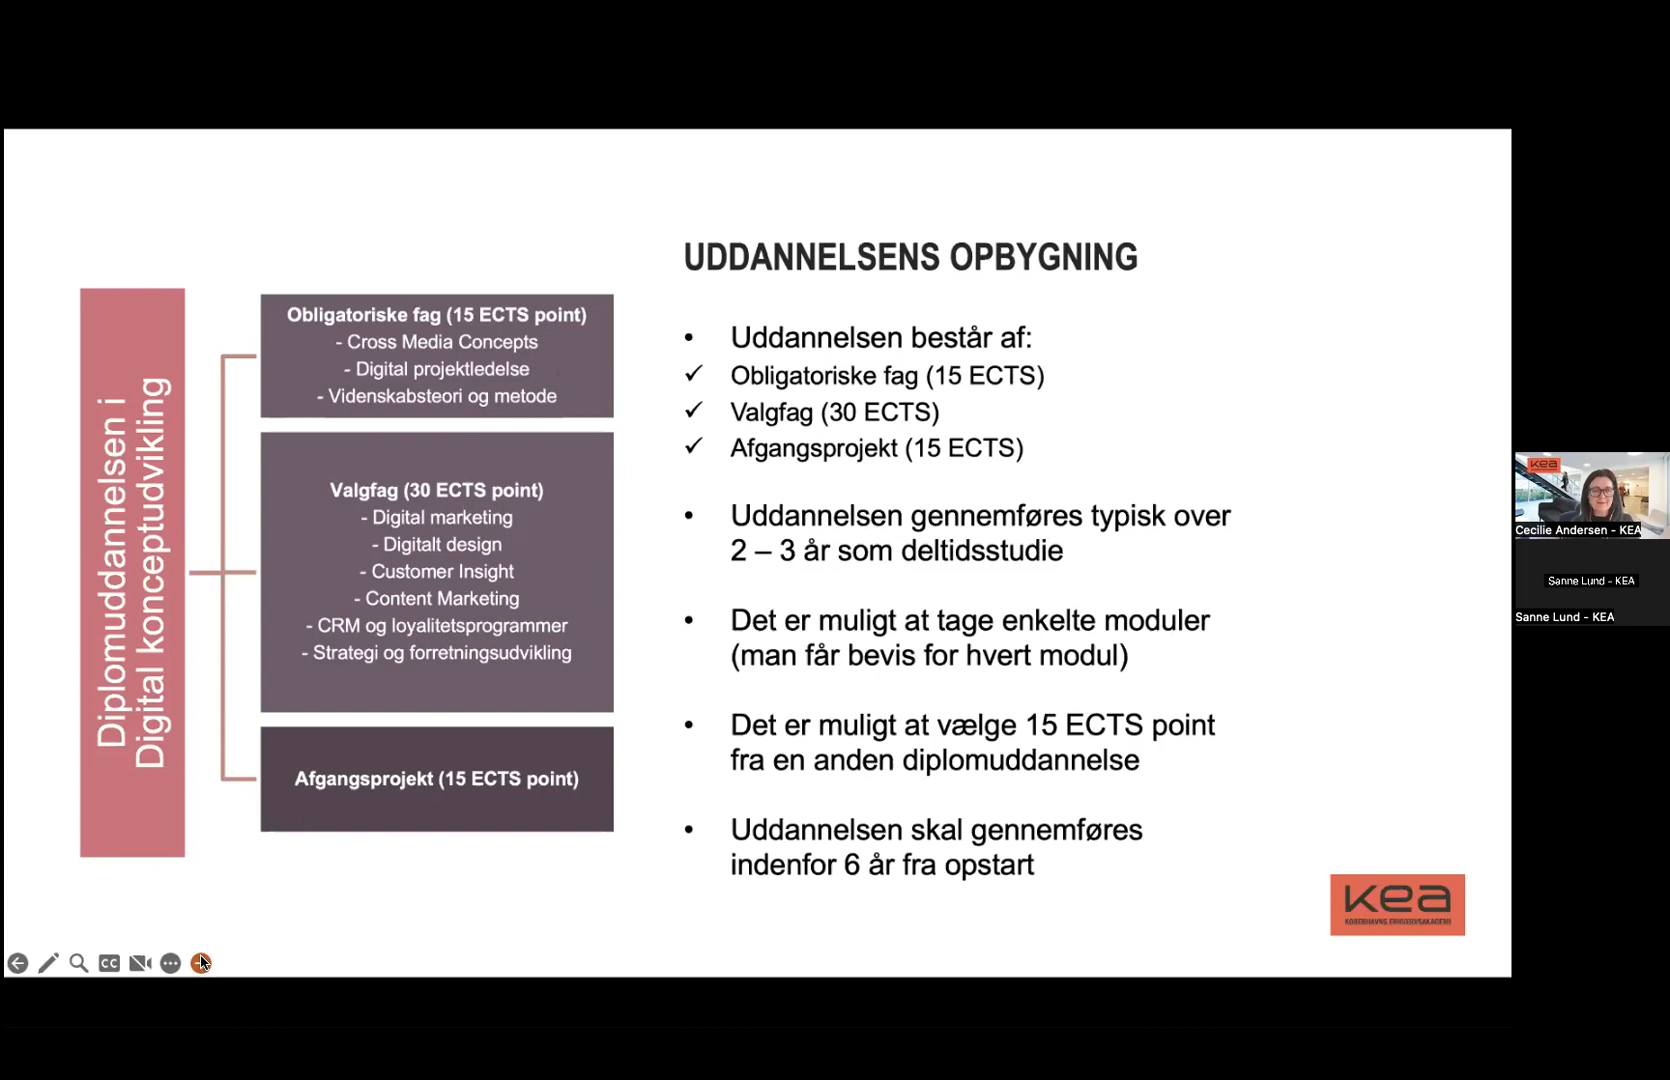 Diplomuddannelsen i
Digital konceptudvikling
Obligatoriske fag (15 ECTS point)
- Cross Media Concepts
- Digital projektledelse
- Videnskabsteori og metode
Valgfag (30 ECTS point)
- Digital marketing
- Digitalt design
- Customer Insight
- Content Marketing
- CRM og loyalitetsprogrammer
- Strategi og forretningsudvikling
Afgangsprojekt (15 ECTS point)
UDDANNELSENS OPBYGNING
• Uddannelsen består af:
✓ Obligatoriske fag (15 ECTS)
✓ Valgfag (30 ECTS)
✓ Afgangsprojekt (15 ECTS)
• Uddannelsen gennemføres typisk over
2 – 3 år som deltidsstudie
• Det er muligt at tage enkelte moduler
(man får bevis for hvert modul)
• Det er muligt at vælge 15 ECTS point
fra en anden diplomuddannelse
• Uddannelsen skal gennemføres
indenfor 6 år fra opstart
kea
KØBENHAVNS ERHVERVSAKADEMI
CC
kea
Cecilie Andersen - KEA
Sanne Lund - KEA
Sanne Lund - KEA